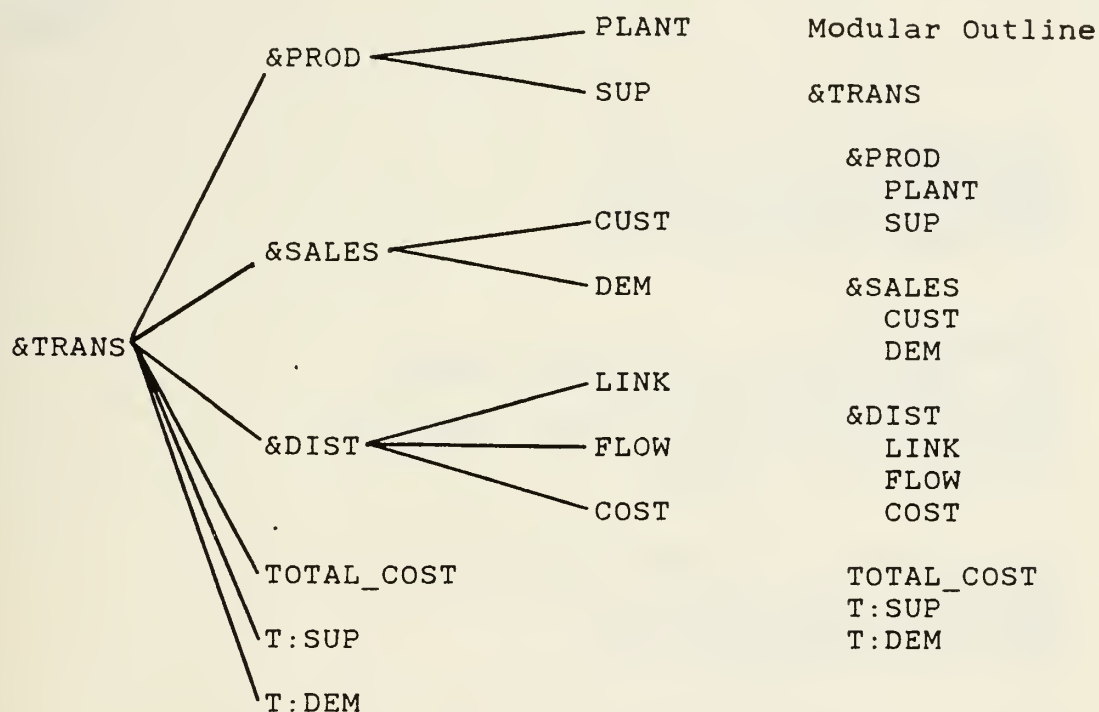 PLANT
&PROD
SUP
CUST
&SALES
DEM
&TRANS
LINK
&DIST
FLOW
COST
TOTAL_COST
T:SUP
T:DEM
Modular Outline
&TRANS
&PROD
PLANT
SUP
&SALES
CUST
DEM
&DIST
LINK
FLOW
COST
TOTAL_COST
T:SUP
T:DEM